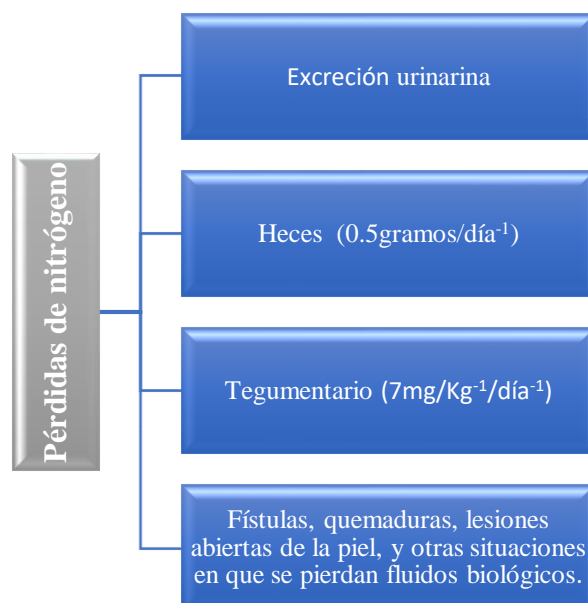 Pérdidas de nitrógeno
Excreción urinarina
Heces (0.5gramos/día⁻¹)
Tegumentario (7mg/Kg⁻¹/día⁻¹)
Fístulas, quemaduras, lesiones
abiertas de la piel, y otras situaciones
en que se pierdan fluidos biológicos.